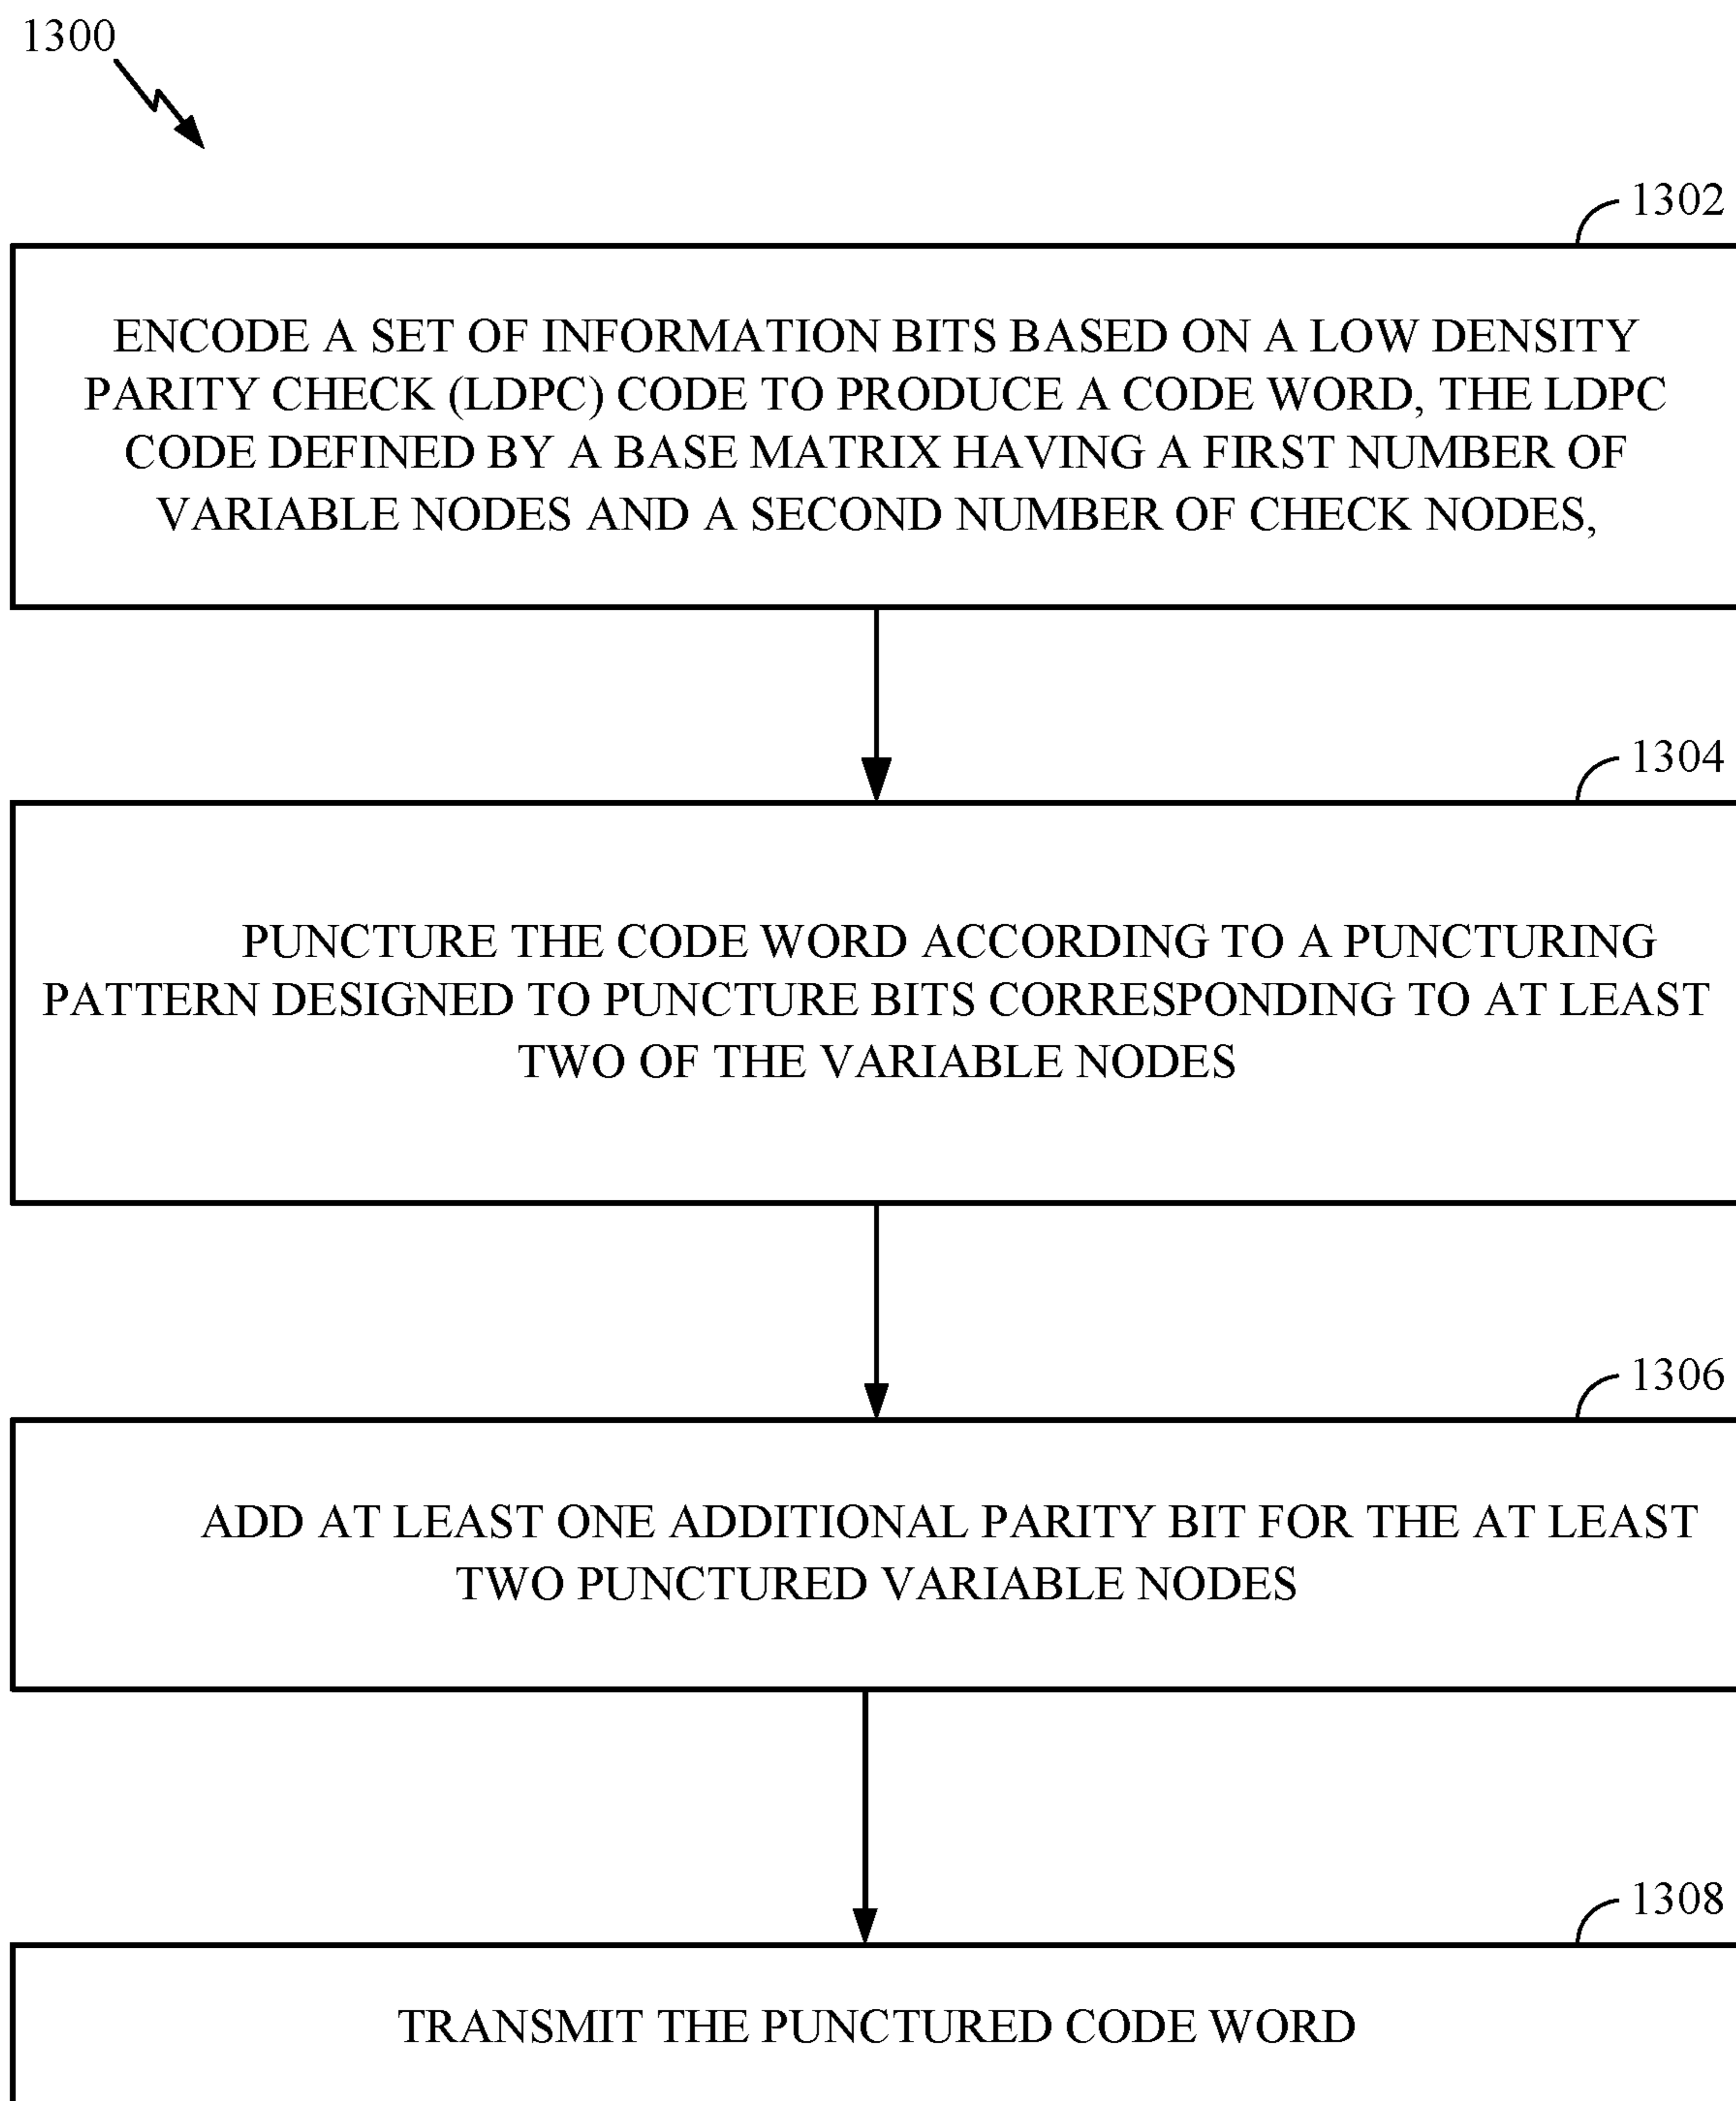 1300
1302
ENCODE A SET OF INFORMATION BITS BASED ON A LOW DENSITY
PARITY CHECK (LDPC) CODE TO PRODUCE A CODE WORD, THE LDPC
CODE DEFINED BY A BASE MATRIX HAVING A FIRST NUMBER OF
VARIABLE NODES AND A SECOND NUMBER OF CHECK NODES,
1304
PUNCTURE THE CODE WORD ACCORDING TO A PUNCTURING
PATTERN DESIGNED TO PUNCTURE BITS CORRESPONDING TO AT LEAST
TWO OF THE VARIABLE NODES
1306
ADD AT LEAST ONE ADDITIONAL PARITY BIT FOR THE AT LEAST
TWO PUNCTURED VARIABLE NODES
1308
TRANSMIT THE PUNCTURED CODE WORD